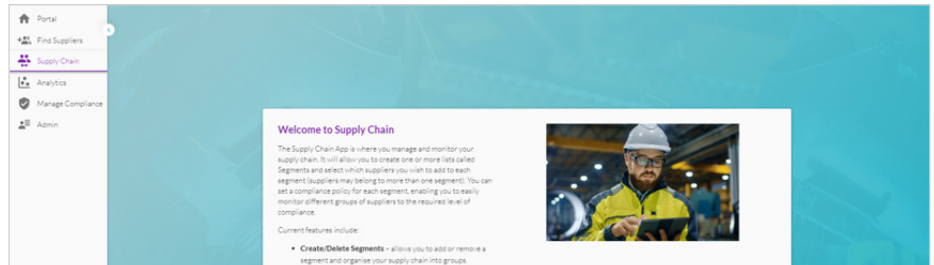 Portal
Find Suppliers
Supply Chain
Analytics
Manage Compliance
Admin
Welcome to Supply Chain
The Supply Chain App is where you manage and monitor your
supply chain. It will allow you to create one or more lists called
Segments and select which suppliers you wish to add to each
segment (suppliers may belong to more than one segment). You can
set a compliance policy for each segment, enabling you to easily
monitor different groups of suppliers to the required level of
compliance.
Current features include:
• Create/Delete Segments – allows you to add or remove a
segment and organise your supply chain into groups.